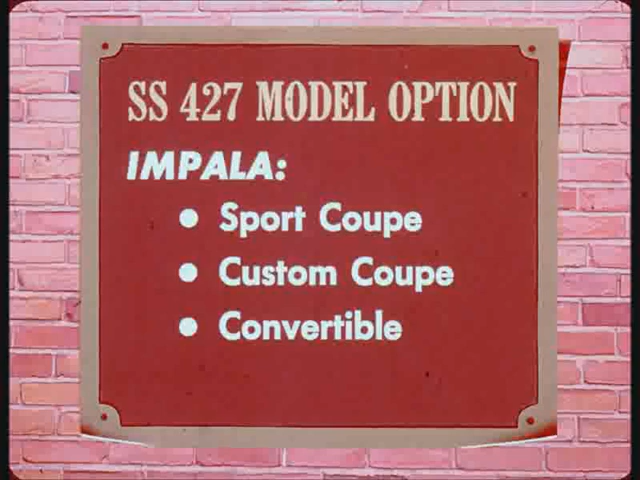 SS 427 MODEL OPTION
IMPALA:
• Sport Coupe
• Custom Coupe
• Convertible